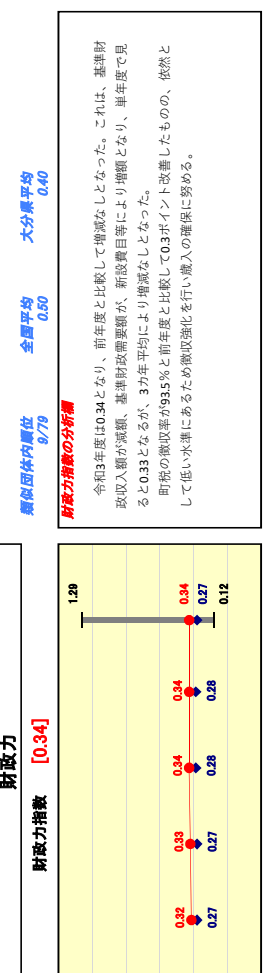 財政力
財政力指数 [0.34]
1.29
0.32
0.33
0.34
0.34
0.34
0.27
0.27
0.28
0.28
0.27
0.12
類似団体内順位
9/79
全国平均
0.50
大分県平均
0.40
財政力指数の分析欄
令和3年度は0.34となり、前年度と比較して増減なしとなった。これは、基準財
政収入額が減額、基準財政需要額が、新設費目等により増額となり、単年度で見
ると0.33となるが、3カ年平均により増減なしとなった。
町税の徴収率が93.5％と前年度と比較して0.3ポイント改善したものの、依然と
して低い水準にあるため徴収強化を行い歳入の確保に努める。